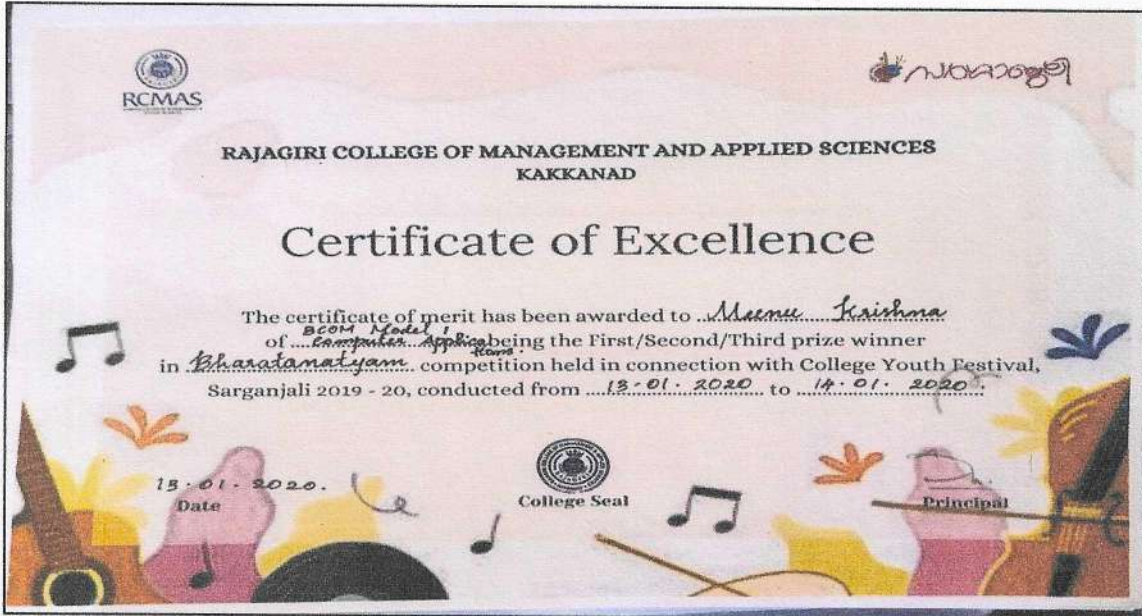 RCMAS
RAJAGIRI COLLEGE OF MANAGEMENT AND APPLIED SCIENCES
KAKKANAD
Certificate of Excellence
The certificate of merit has been awarded to Meenu Krishna
of BCOM Model 1 Computer Applications being the First/Second/Third prize winner
in Bharatanatyam competition held in connection with College Youth Festival,
Sarganjali 2019 - 20, conducted from 13.01.2020 to 14.01.2020.
13.01.2020.
Date
College Seal
Principal